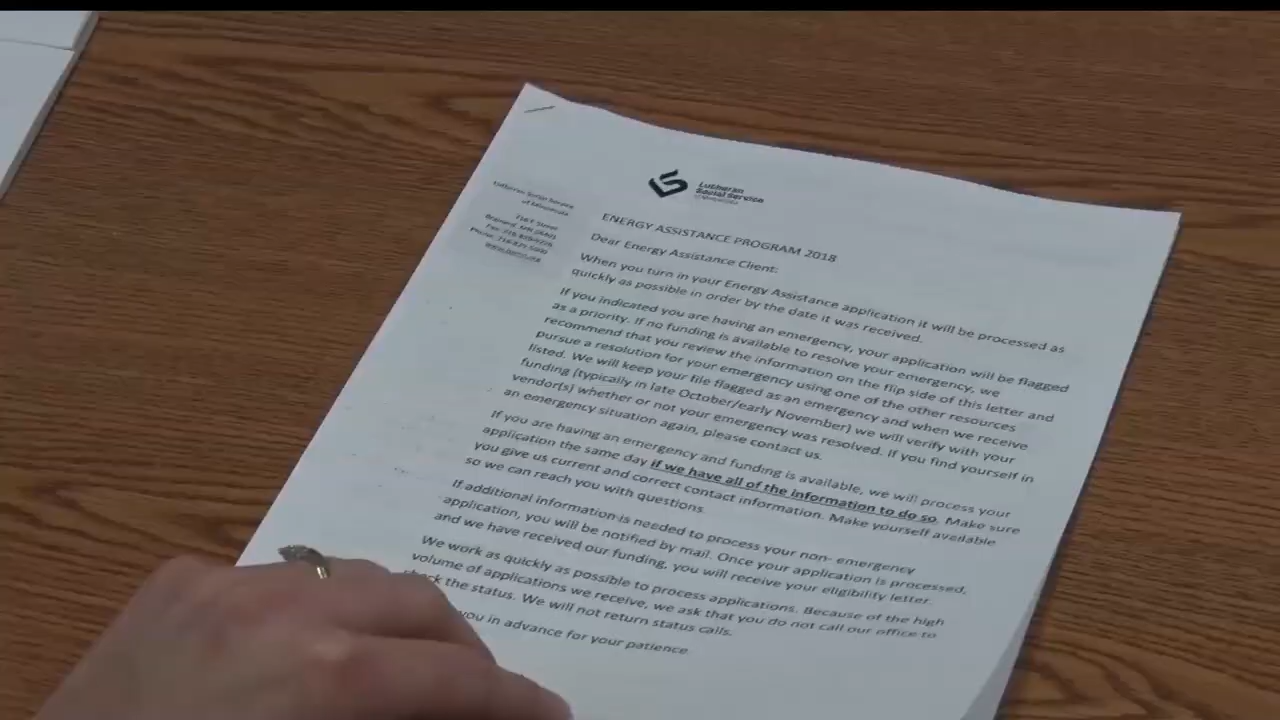 Lutheran
Social Service
of Minnesota
Lutheran Social Service
of Minnesota
716 E Street
ENERGY ASSISTANCE PROGRAM 2018
Dear Energy Assistance Client:
When you turn in your Energy Assistance application it will be processed as
quickly as possible in order by the date it was received.
If you indicated you are having an emergency, your application will be flagged
as a priority. If no funding is available to resolve your emergency, we
recommend that you review the information on the flip side of this letter and
pursue a resolution for your emergency using one of the other resources
listed. We will keep your file flagged as an emergency and when we receive
funding (typically in late October/early November) we will verify with your
vendor(s) whether or not your emergency was resolved. If you find yourself in
an emergency situation again, please contact us.
If you are having an emergency and funding is available, we will process your
application the same day if we have all of the information to do so. Make sure
you give us current and correct contact information. Make yourself available
so we can reach you with questions.
If additional information is needed to process your non- emergency
application, you will be notified by mail. Once your application is processed,
and we have received our funding, you will receive your eligibility letter.
We work as quickly as possible to process applications. Because of the high
volume of applications we receive, we ask that you do not call our office to
the status. We will not return status calls.
you in advance for your patience